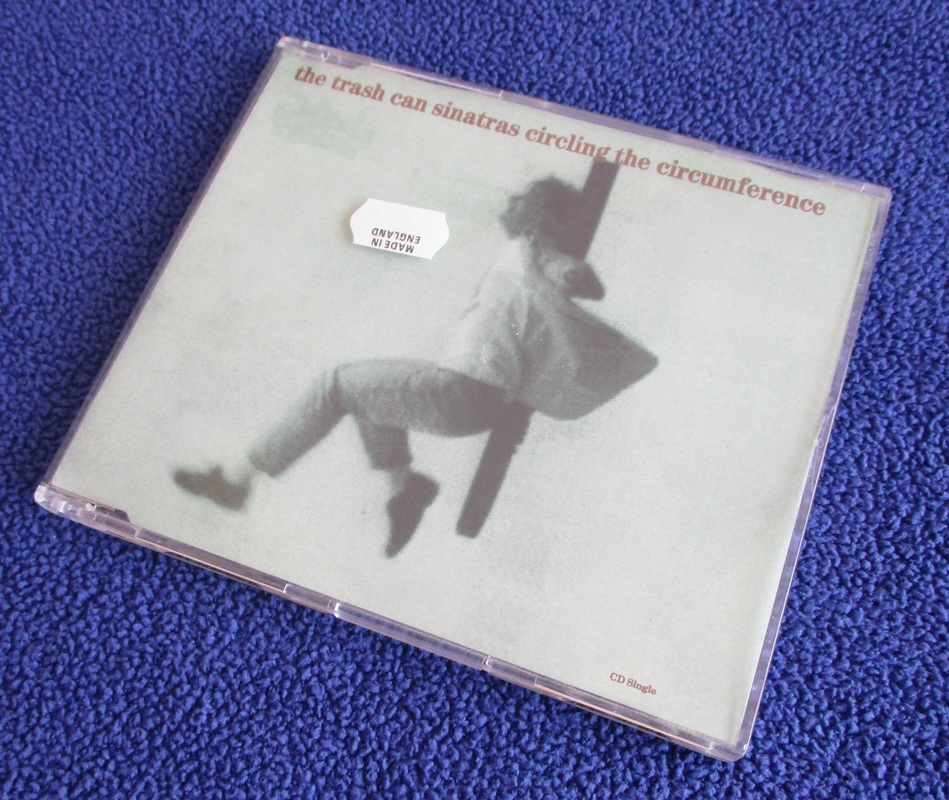 the trash can sinatras circling the circumference
MADE IN
ENGLAND
CD Single